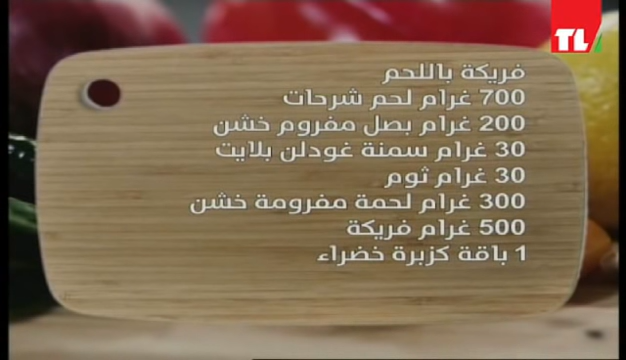 TL
فريكة باللحم
700 غرام لحم شرحات
200 غرام بصل مفروم خشن
30 غرام سمنة غودلن بلايت
30 غرام ثوم
300 غرام لحمة مفرومة خشن
500 غرام فريكة
1 باقة كزبرة خضراء